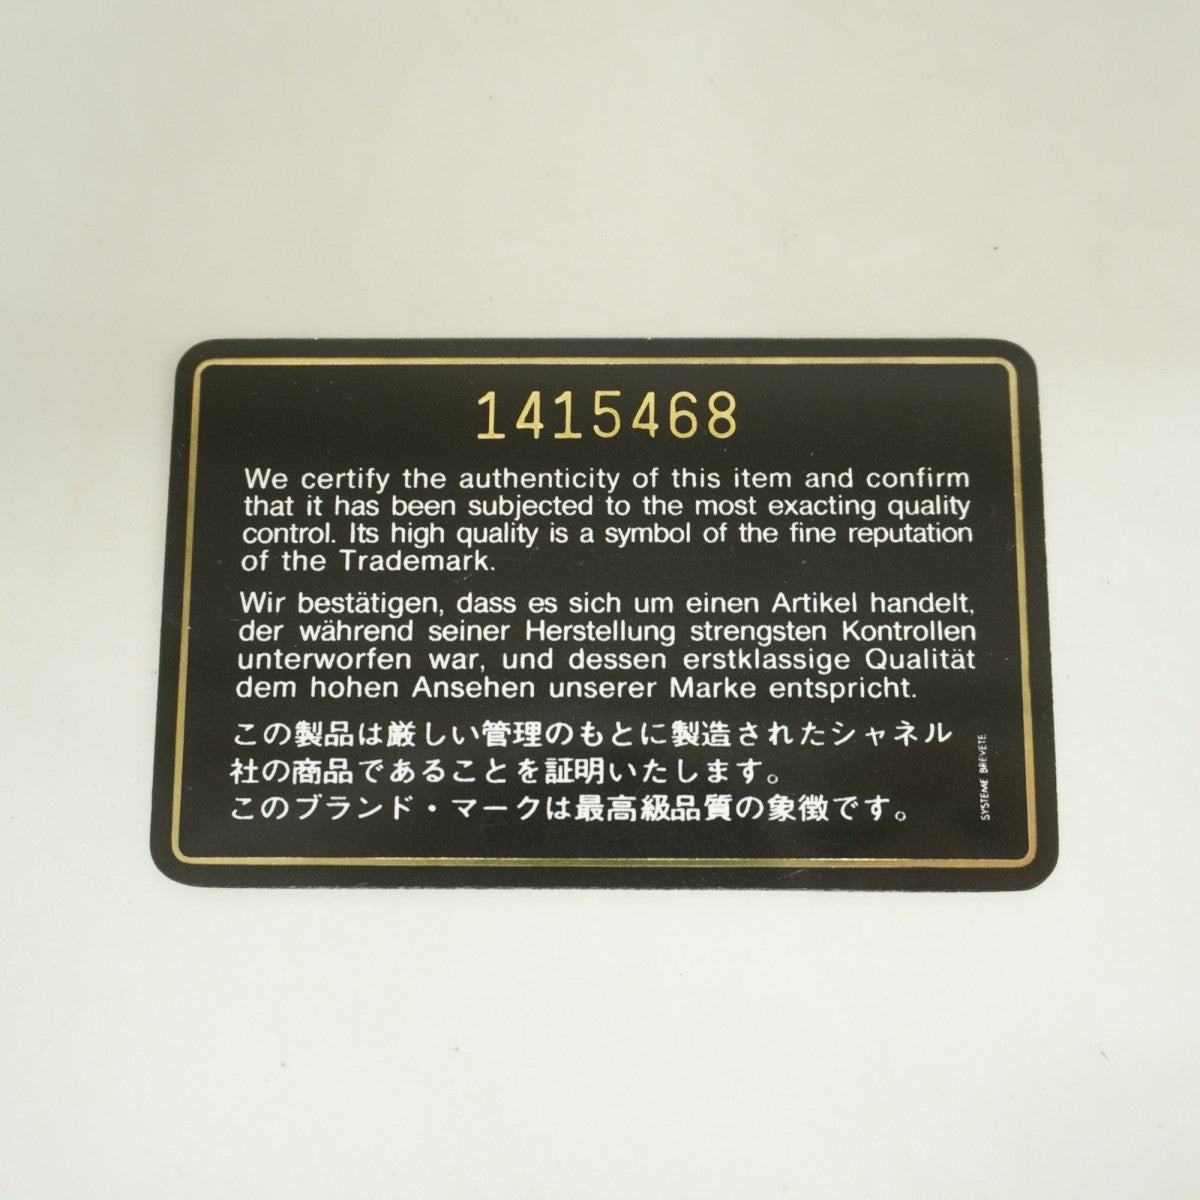 1415468
We certify the authenticity of this item and confirm
that it has been subjected to the most exacting quality
control. Its high quality is a symbol of the fine reputation
of the Trademark.
Wir bestätigen, dass es sich um einen Artikel handelt,
der während seiner Herstellung strengsten Kontrollen
unterworfen war, und dessen erstklassige Qualität
dem hohen Ansehen unserer Marke entspricht.
この製品は厳しい管理のもとに製造されたシャネル
社の商品であることを証明いたします。
このブランド・マークは最高級品質の象徴です。
SYSTEME BREVETE